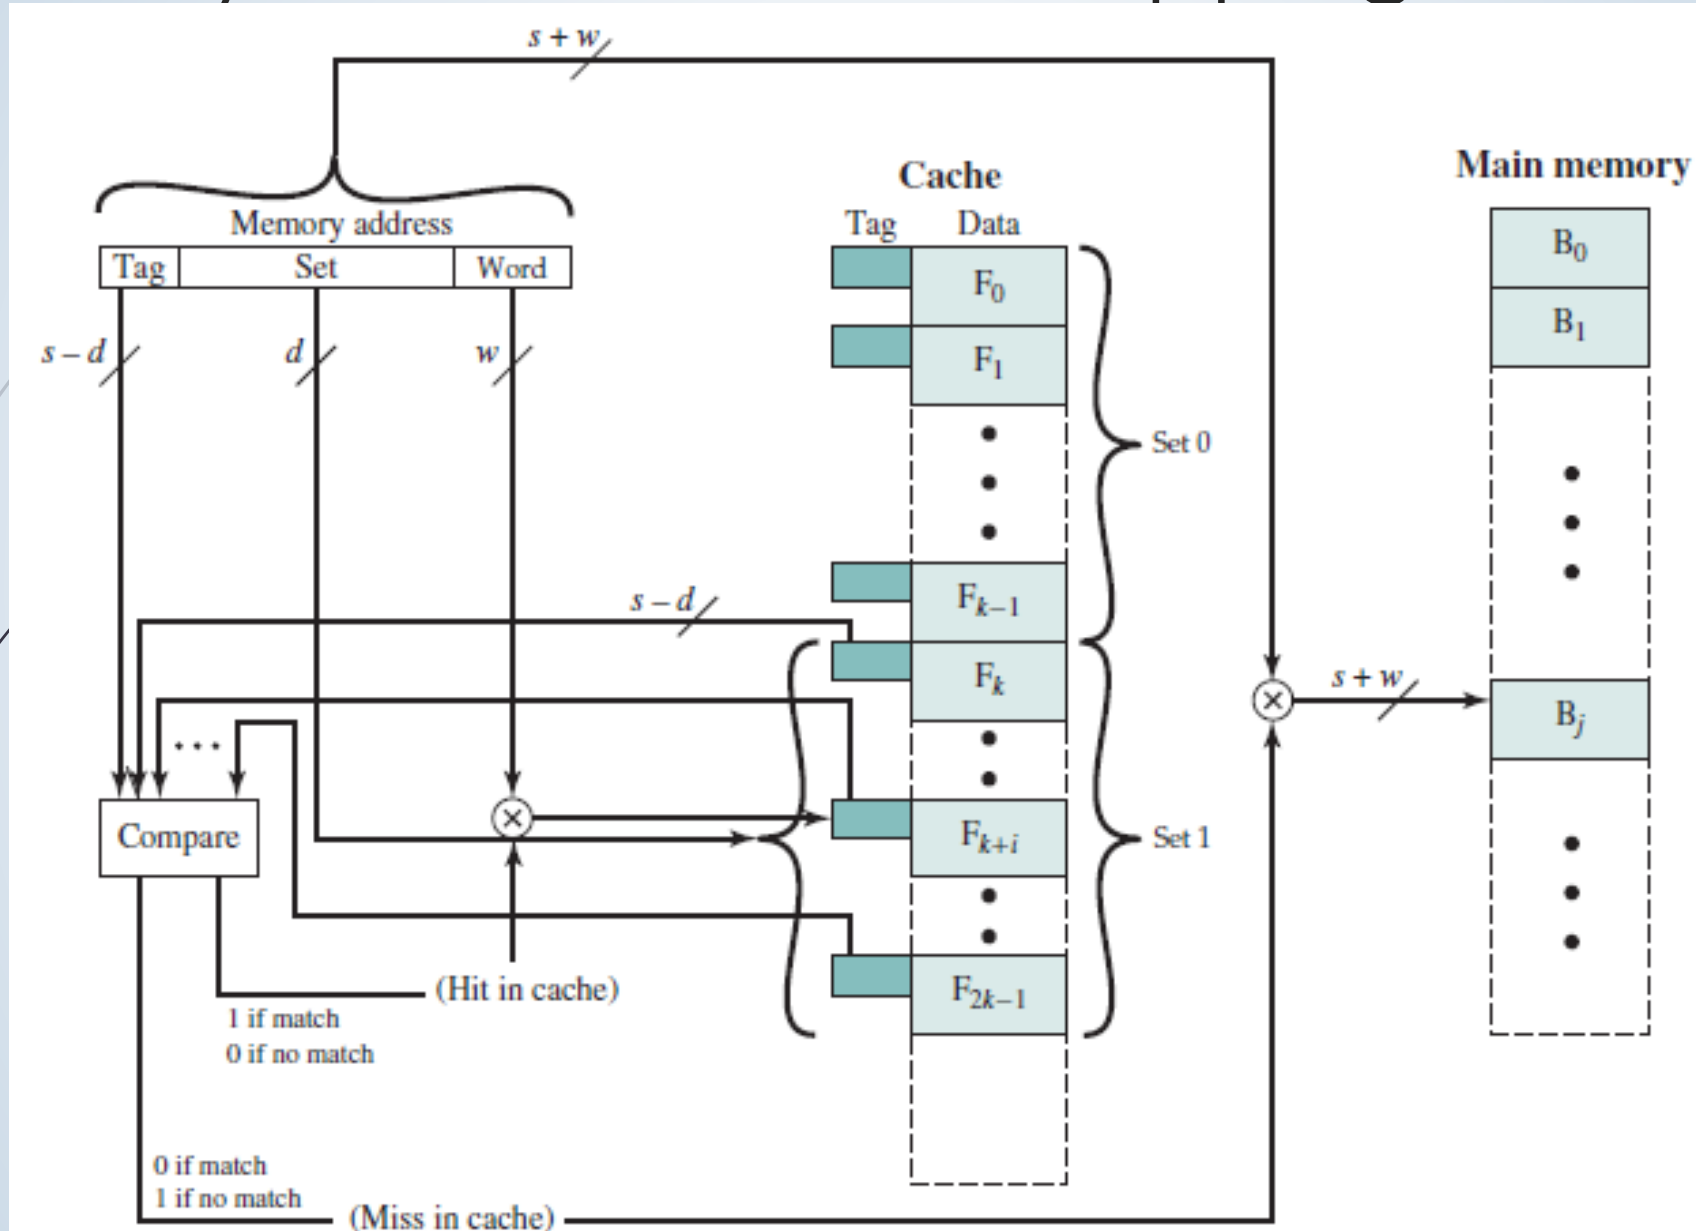 s + w
Cache
Main memory
Memory address
Tag Data
Tag Set Word
B0
F0
B1
s – d d w
F1
Set 0
Fk–1
s – d
Fk
s + w
Bj
...
Compare
Fk+i
Set 1
(Hit in cache)
F2k–1
1 if match
0 if no match
0 if match
1 if no match
(Miss in cache)